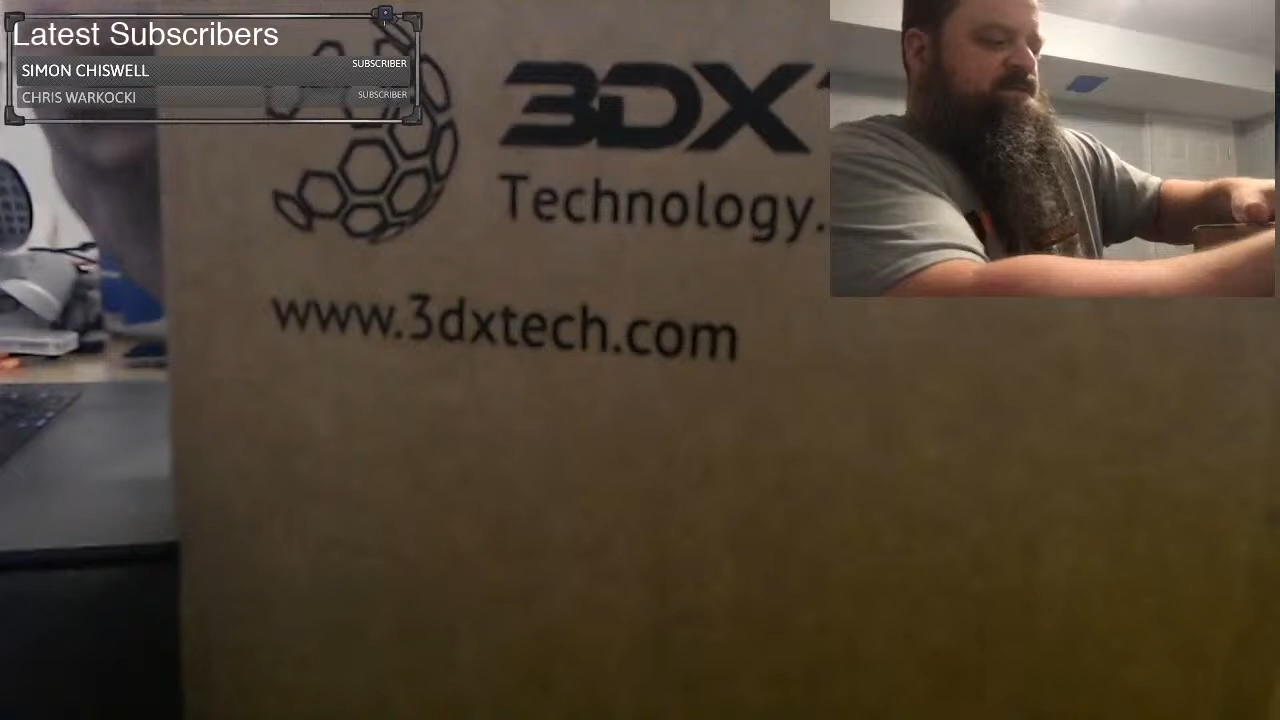 Latest Subscribers
SIMON CHISWELL SUBSCRIBER
CHRIS WARKOCKI SUBSCRIBER
3DX
Technology.
www.3dxtech.com